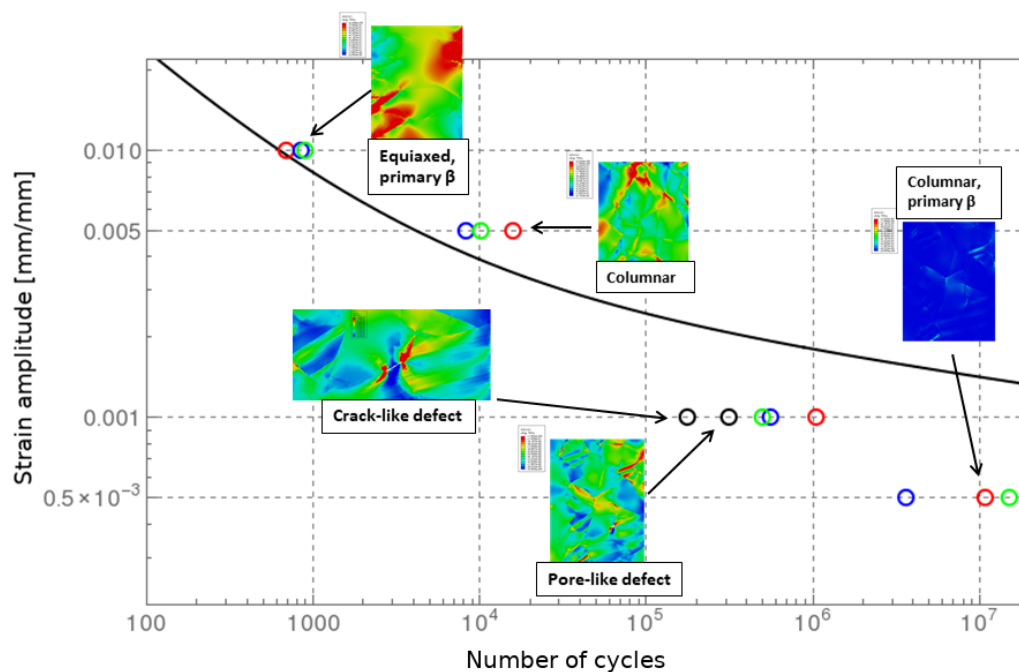 Equiaxed,
primary β
Columnar
Columnar,
primary β
Crack-like defect
Pore-like defect
Strain amplitude [mm/mm]
0.010
0.005
0.001
0.5 × 10⁻³
100
1000
10⁴
10⁵
10⁶
10⁷
Number of cycles